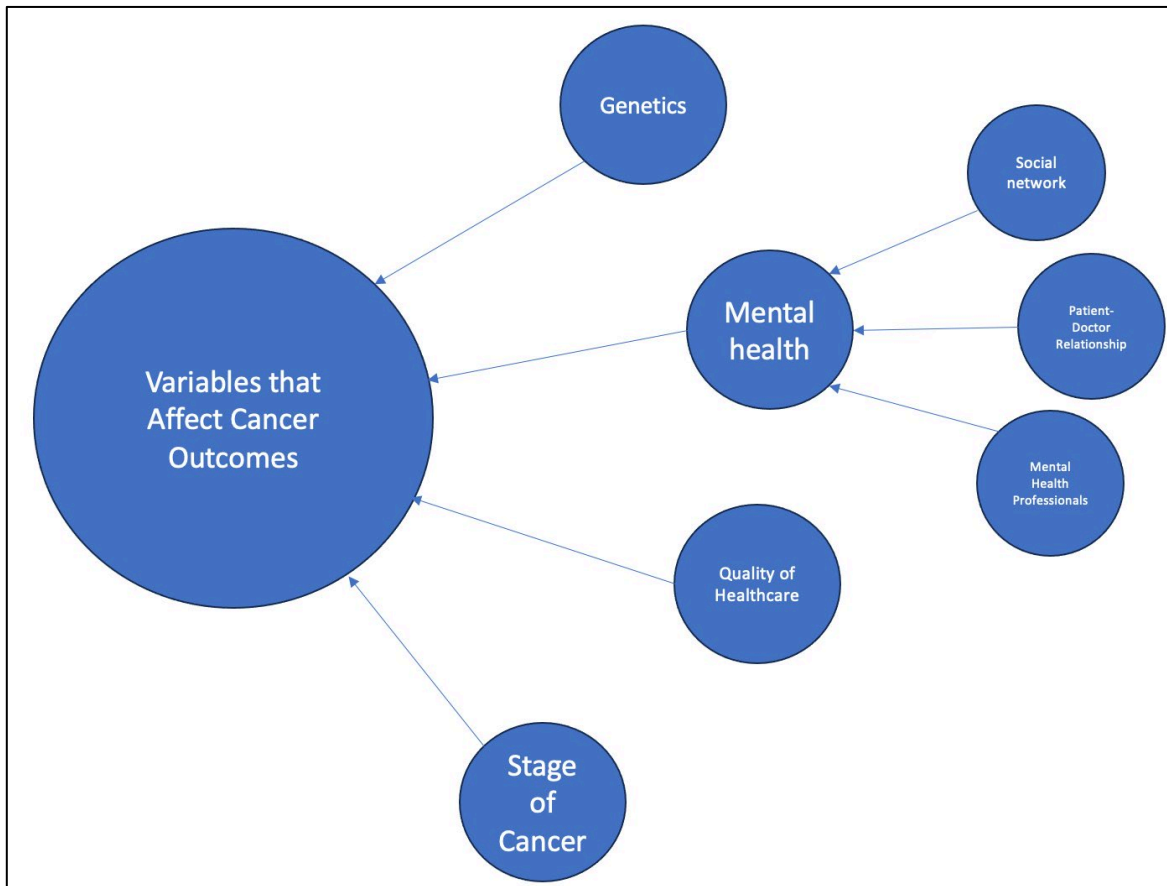 Genetics
Social
network
Mental
health
Patient-
Doctor
Relationship
Variables that
Affect Cancer
Outcomes
Mental
Health
Professionals
Quality of
Healthcare
Stage
of
Cancer